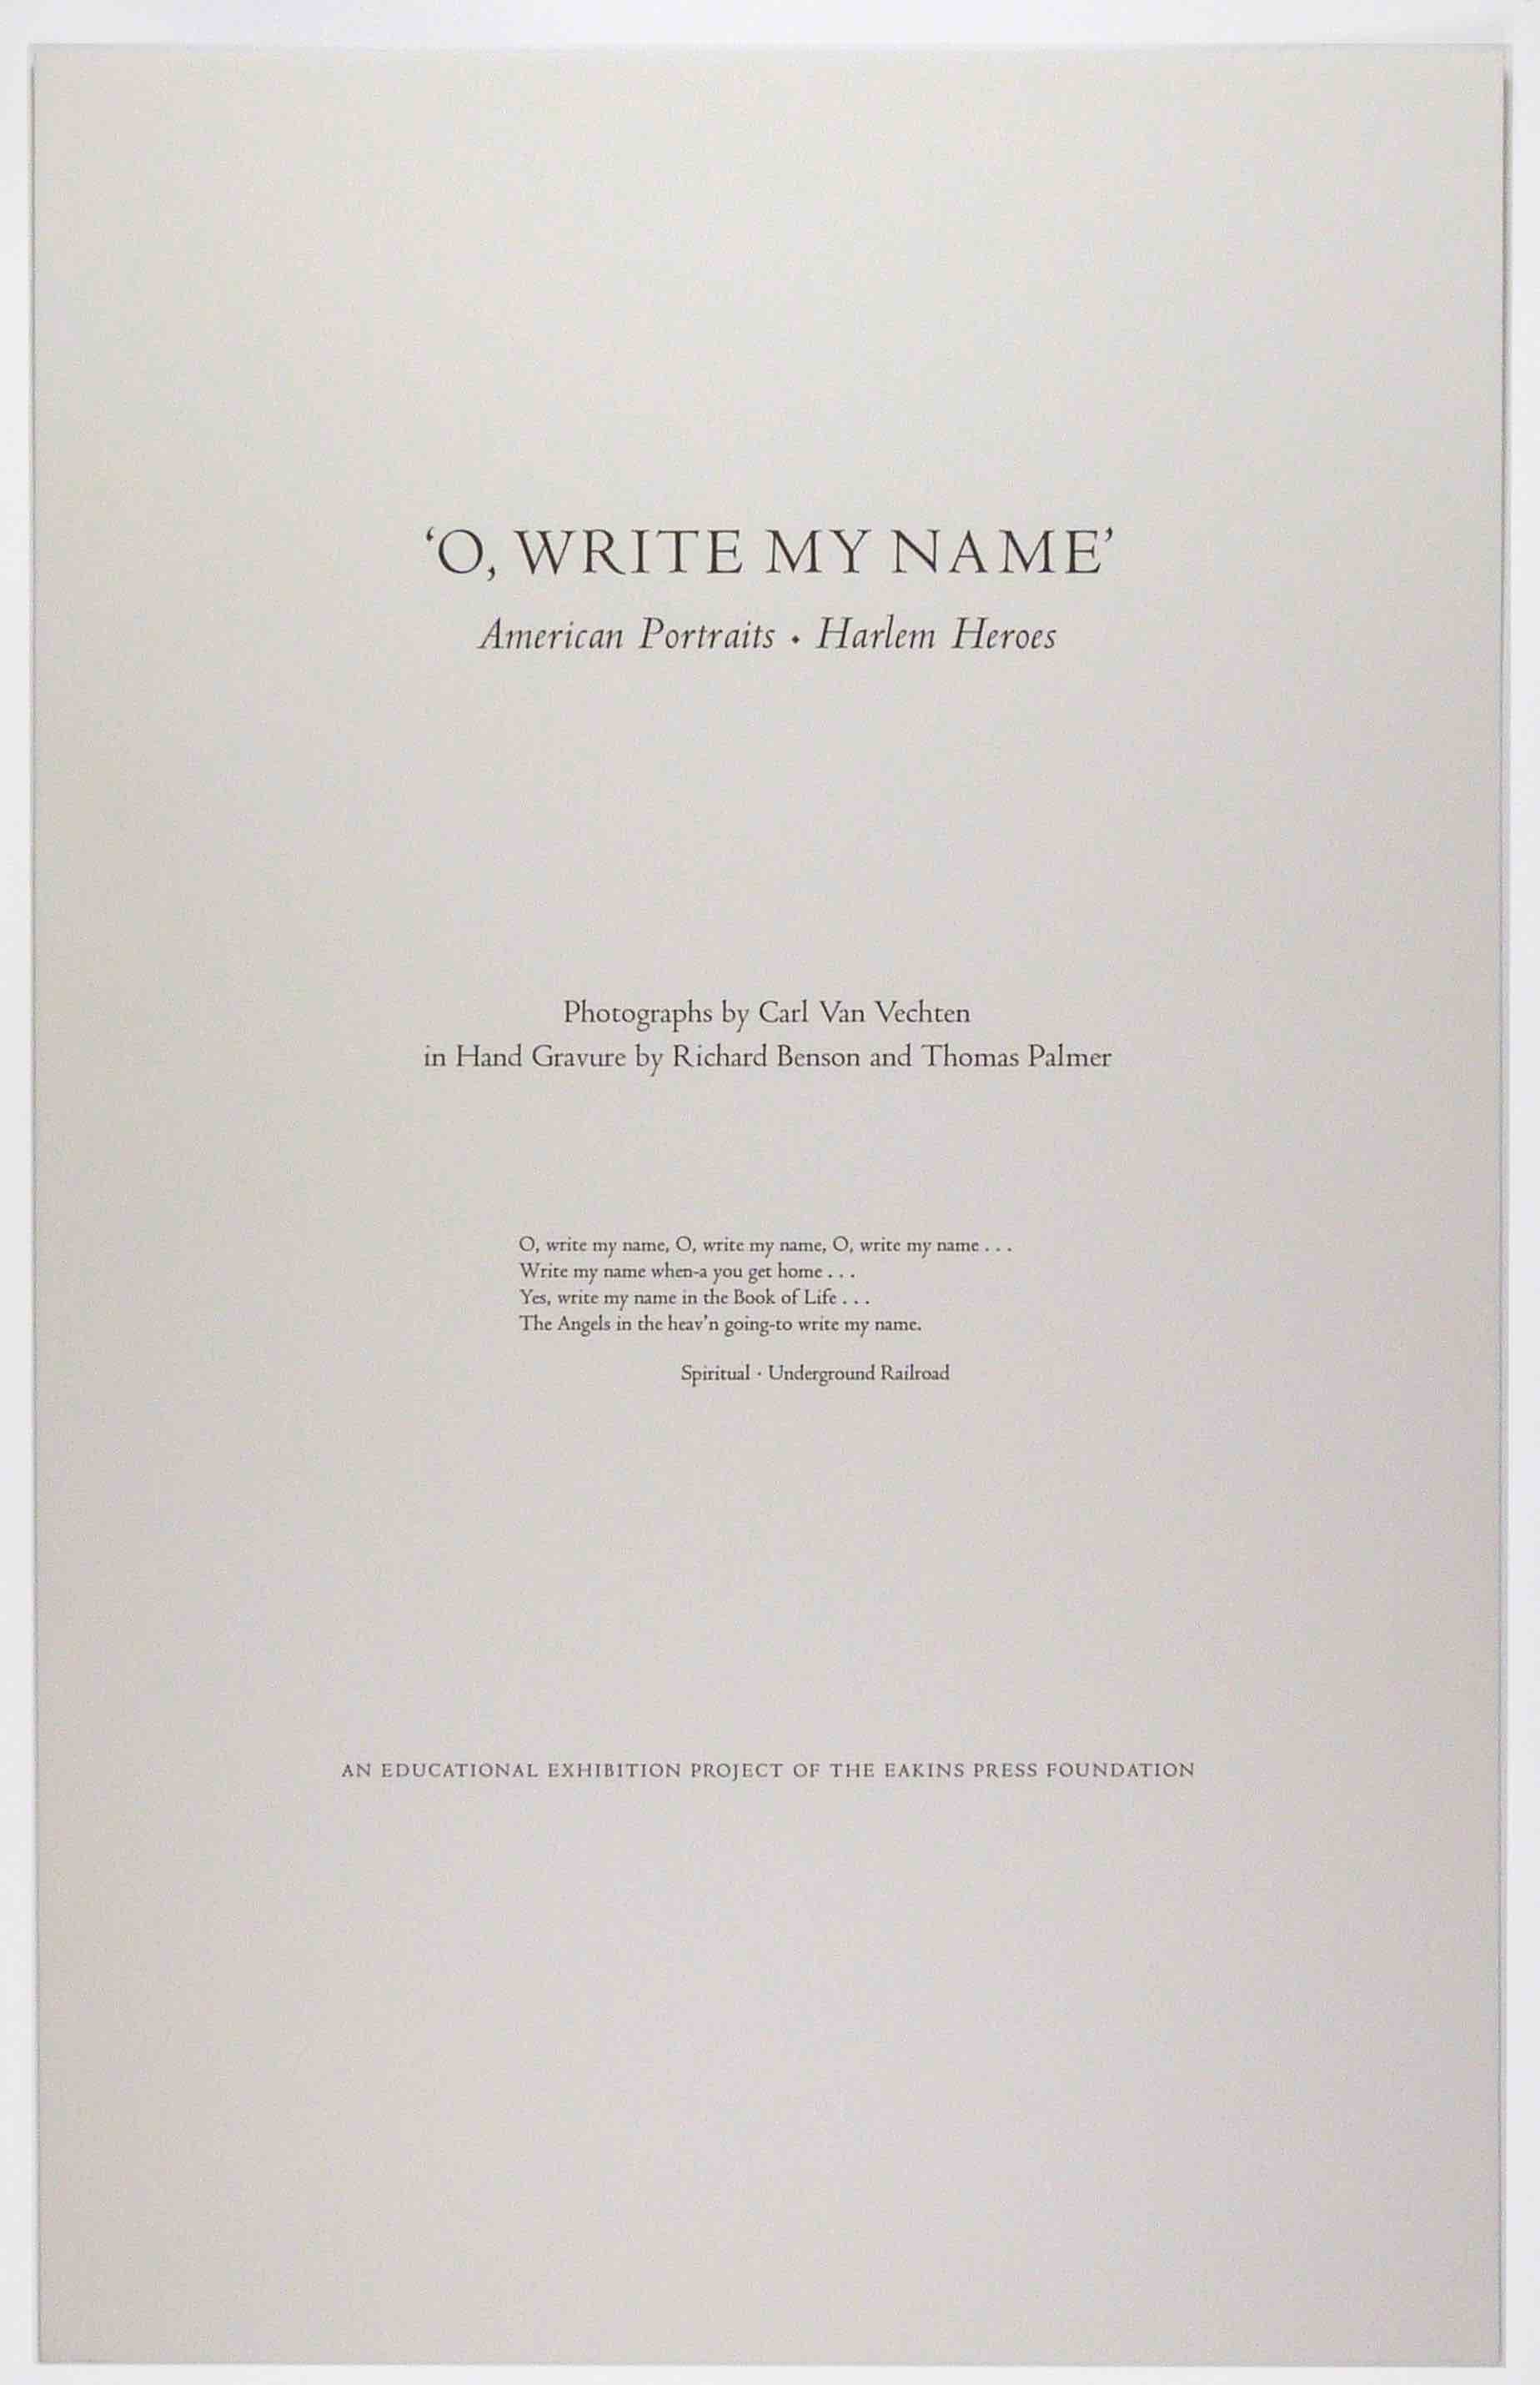 ‘O, WRITE MY NAME’
American Portraits · Harlem Heroes
Photographs by Carl Van Vechten
in Hand Gravure by Richard Benson and Thomas Palmer
O, write my name, O, write my name, O, write my name . . .
Write my name when-a you get home . . .
Yes, write my name in the Book of Life . . .
The Angels in the heav’n going-to write my name.
Spiritual · Underground Railroad
AN EDUCATIONAL EXHIBITION PROJECT OF THE EAKINS PRESS FOUNDATION